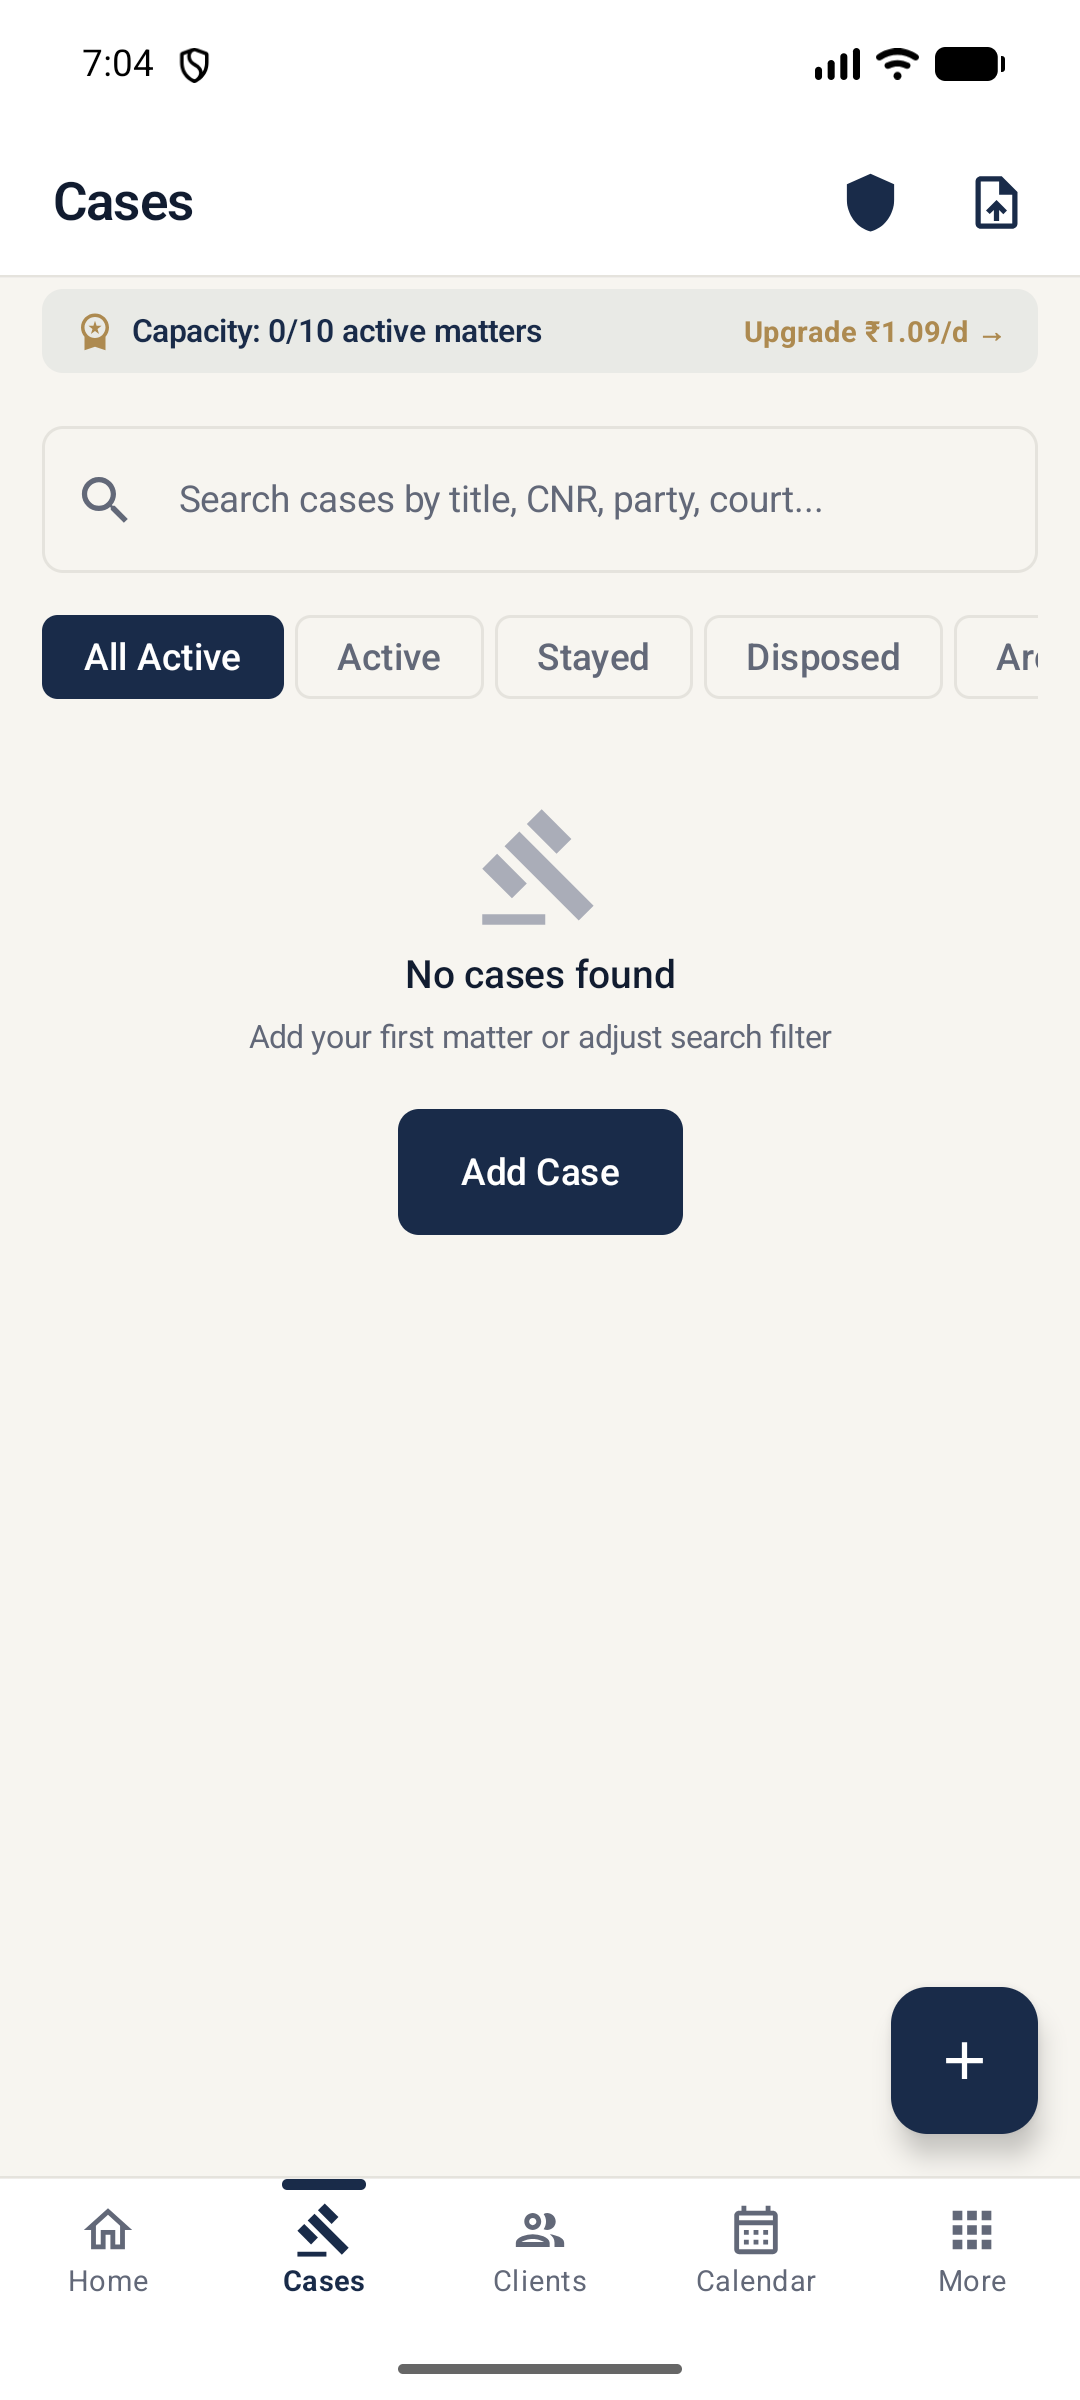 7:04
Cases
Capacity: 0/10 active matters
Upgrade ₹1.09/d →
Search cases by title, CNR, party, court...
All Active
Active
Stayed
Disposed
No cases found
Add your first matter or adjust search filter
Add Case
+
Home
Cases
Clients
Calendar
More